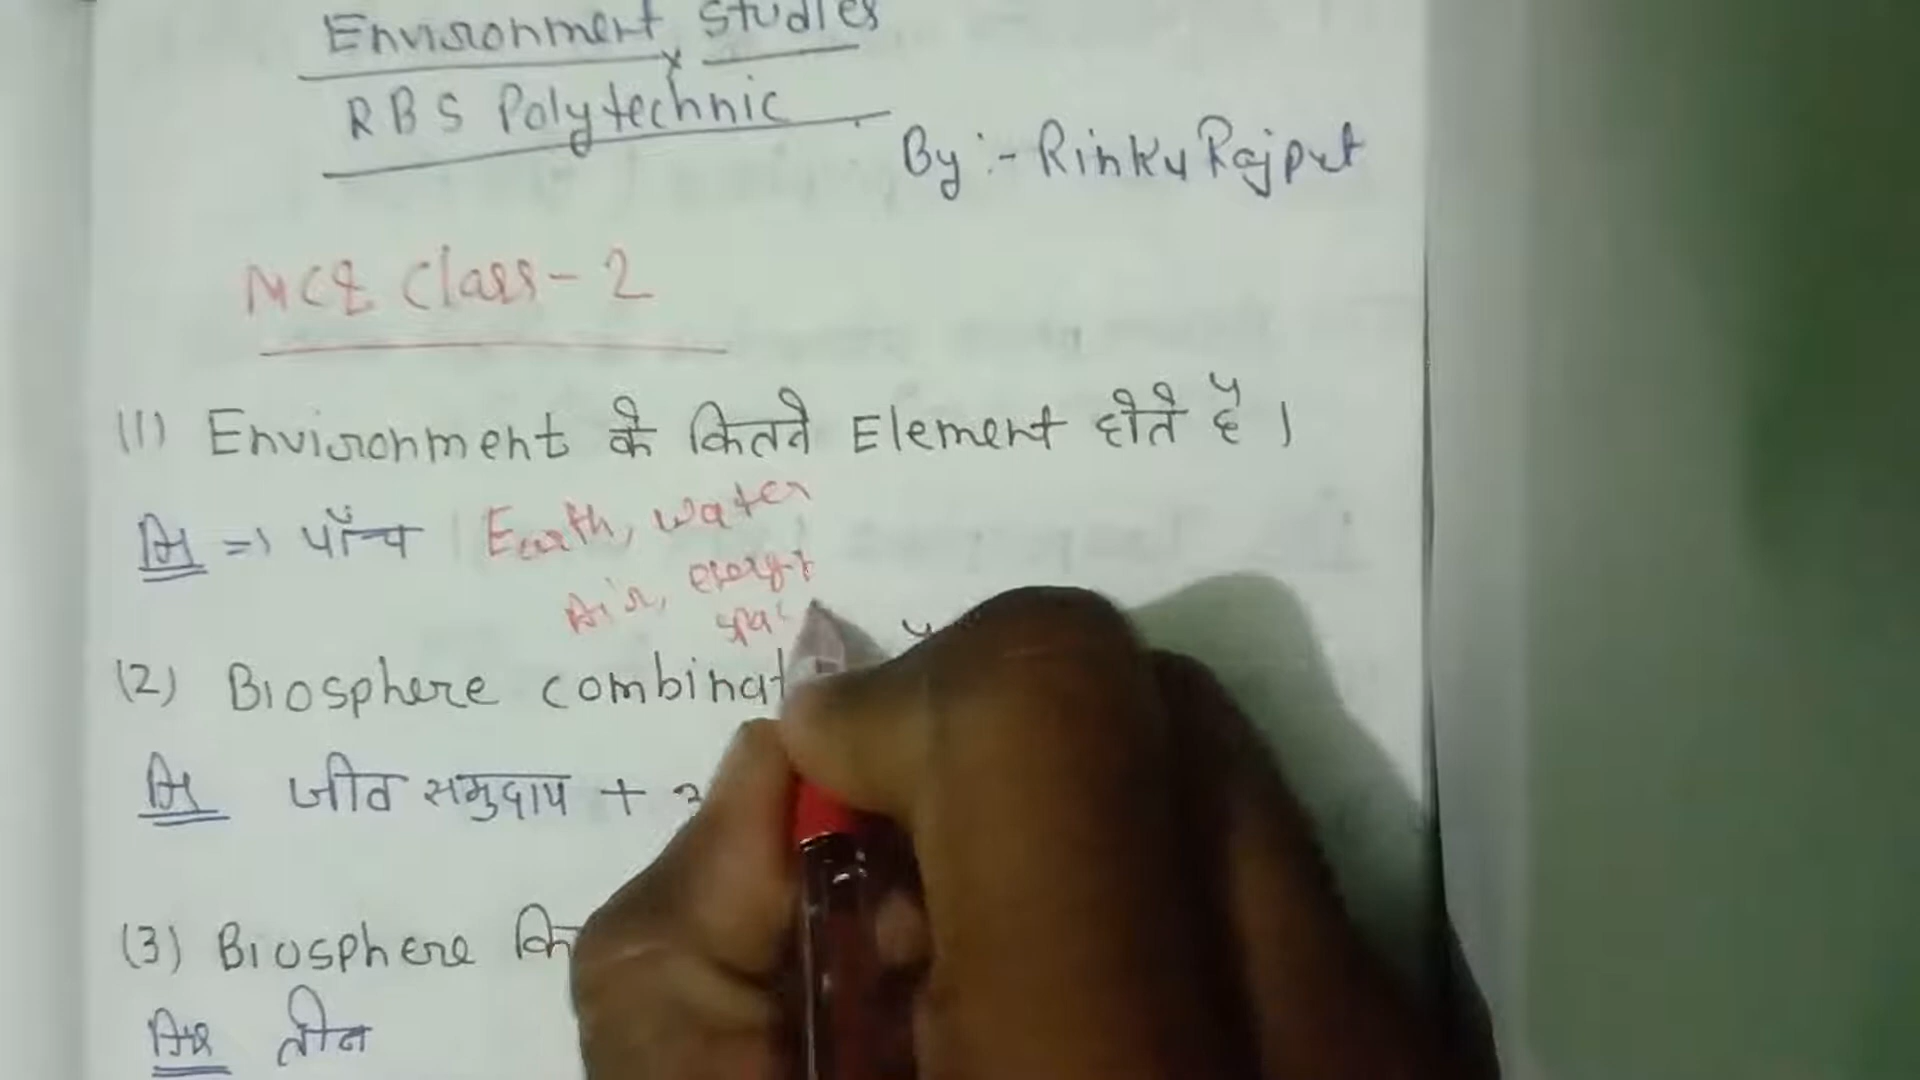 Environment Studies
RBS Polytechnic
By :- Rinku Rajput
MCQ Class - 2
(1) Environment के कितने Element होते हैं ।
Ans => पाँच | Earth, water
Air, energy
(2) Biosphere combinat
Ans जीव समुदाय +
(3) Biosphere
Ans तीन